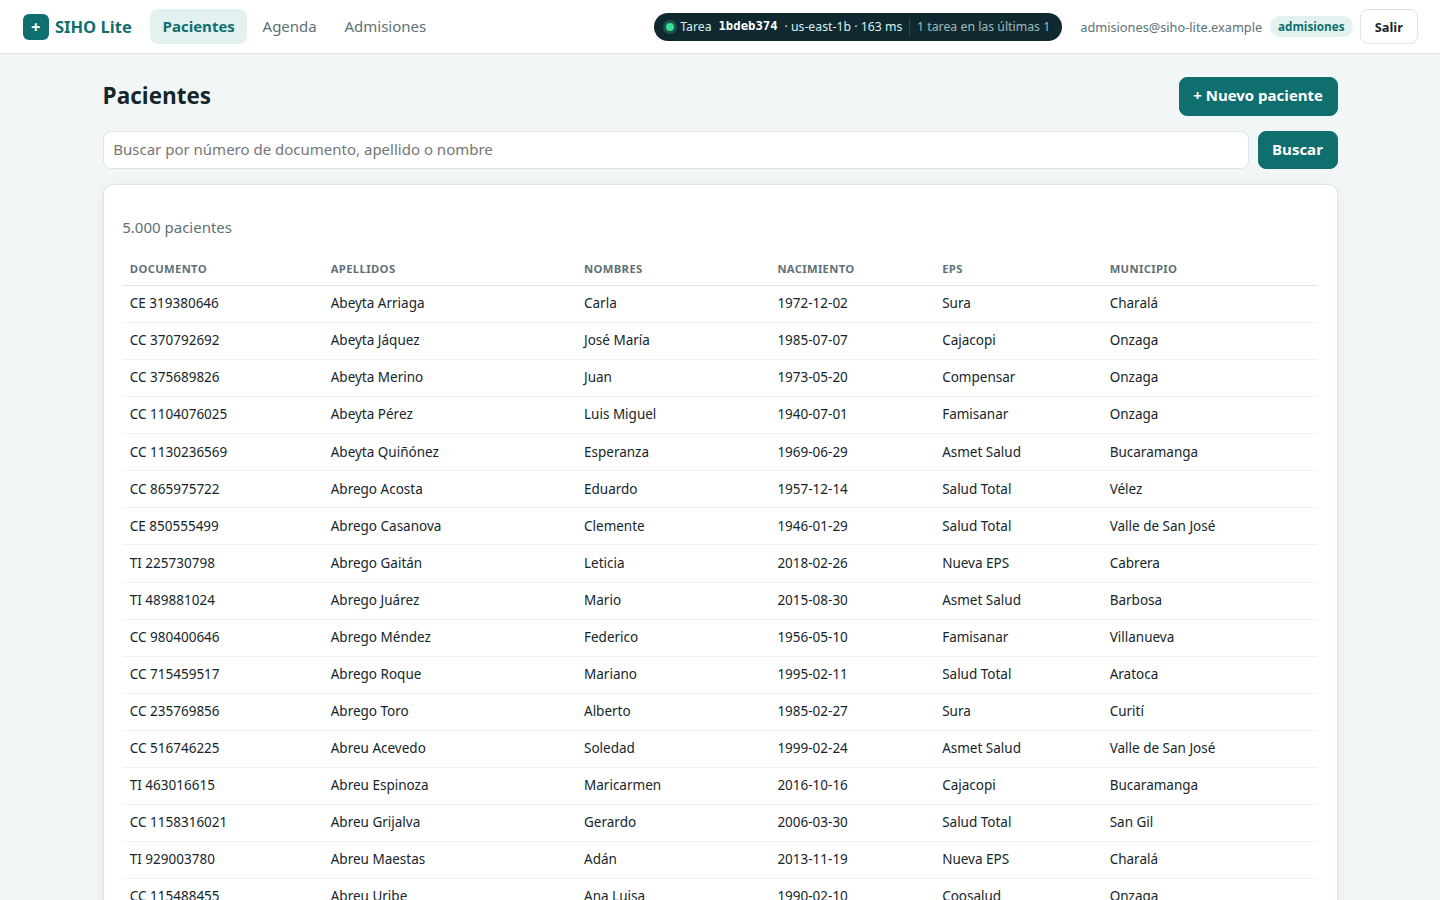 + SIHO Lite Pacientes Agenda Admisiones Tarea 1bdeb374 · us-east-1b · 163 ms 1 tarea en las últimas 1 admisiones@siho-lite.example admisiones Salir
Pacientes + Nuevo paciente
Buscar por número de documento, apellido o nombre Buscar
5.000 pacientes
DOCUMENTO APELLIDOS NOMBRES NACIMIENTO EPS MUNICIPIO
CE 319380646 Abeyta Arriaga Carla 1972-12-02 Sura Charalá
CC 370792692 Abeyta Jáquez José María 1985-07-07 Cajacopi Onzaga
CC 375689826 Abeyta Merino Juan 1973-05-20 Compensar Onzaga
CC 1104076025 Abeyta Pérez Luis Miguel 1940-07-01 Famisanar Onzaga
CC 1130236569 Abeyta Quiñónez Esperanza 1969-06-29 Asmet Salud Bucaramanga
CC 865975722 Abrego Acosta Eduardo 1957-12-14 Salud Total Vélez
CE 850555499 Abrego Casanova Clemente 1946-01-29 Salud Total Valle de San José
TI 225730798 Abrego Gaitán Leticia 2018-02-26 Nueva EPS Cabrera
TI 489881024 Abrego Juárez Mario 2015-08-30 Asmet Salud Barbosa
CC 980400646 Abrego Méndez Federico 1956-05-10 Famisanar Villanueva
CC 715459517 Abrego Roque Mariano 1995-02-11 Salud Total Aratoca
CC 235769856 Abrego Toro Alberto 1985-02-27 Sura Curití
CC 516746225 Abreu Acevedo Soledad 1999-02-24 Asmet Salud Valle de San José
TI 463016615 Abreu Espinoza Maricarmen 2016-10-16 Cajacopi Bucaramanga
CC 1158316021 Abreu Grijalva Gerardo 2006-03-30 Salud Total San Gil
TI 929003780 Abreu Maestas Adán 2013-11-19 Nueva EPS Charalá
CC 115488455 Abreu Uribe Ana Luisa 1990-02-10 Coosalud Onzaga